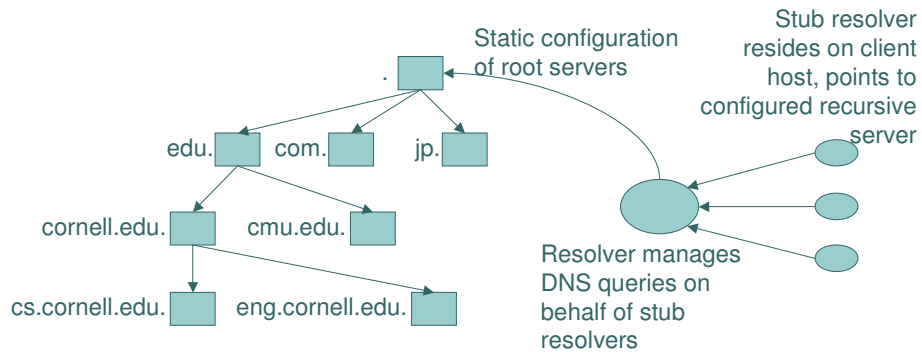 Stub resolver
resides on client
host, points to
configured recursive
server
Static configuration
of root servers
.
edu.
com.
jp.
cornell.edu.
cmu.edu.
cs.cornell.edu.
eng.cornell.edu.
Resolver manages
DNS queries on
behalf of stub
resolvers